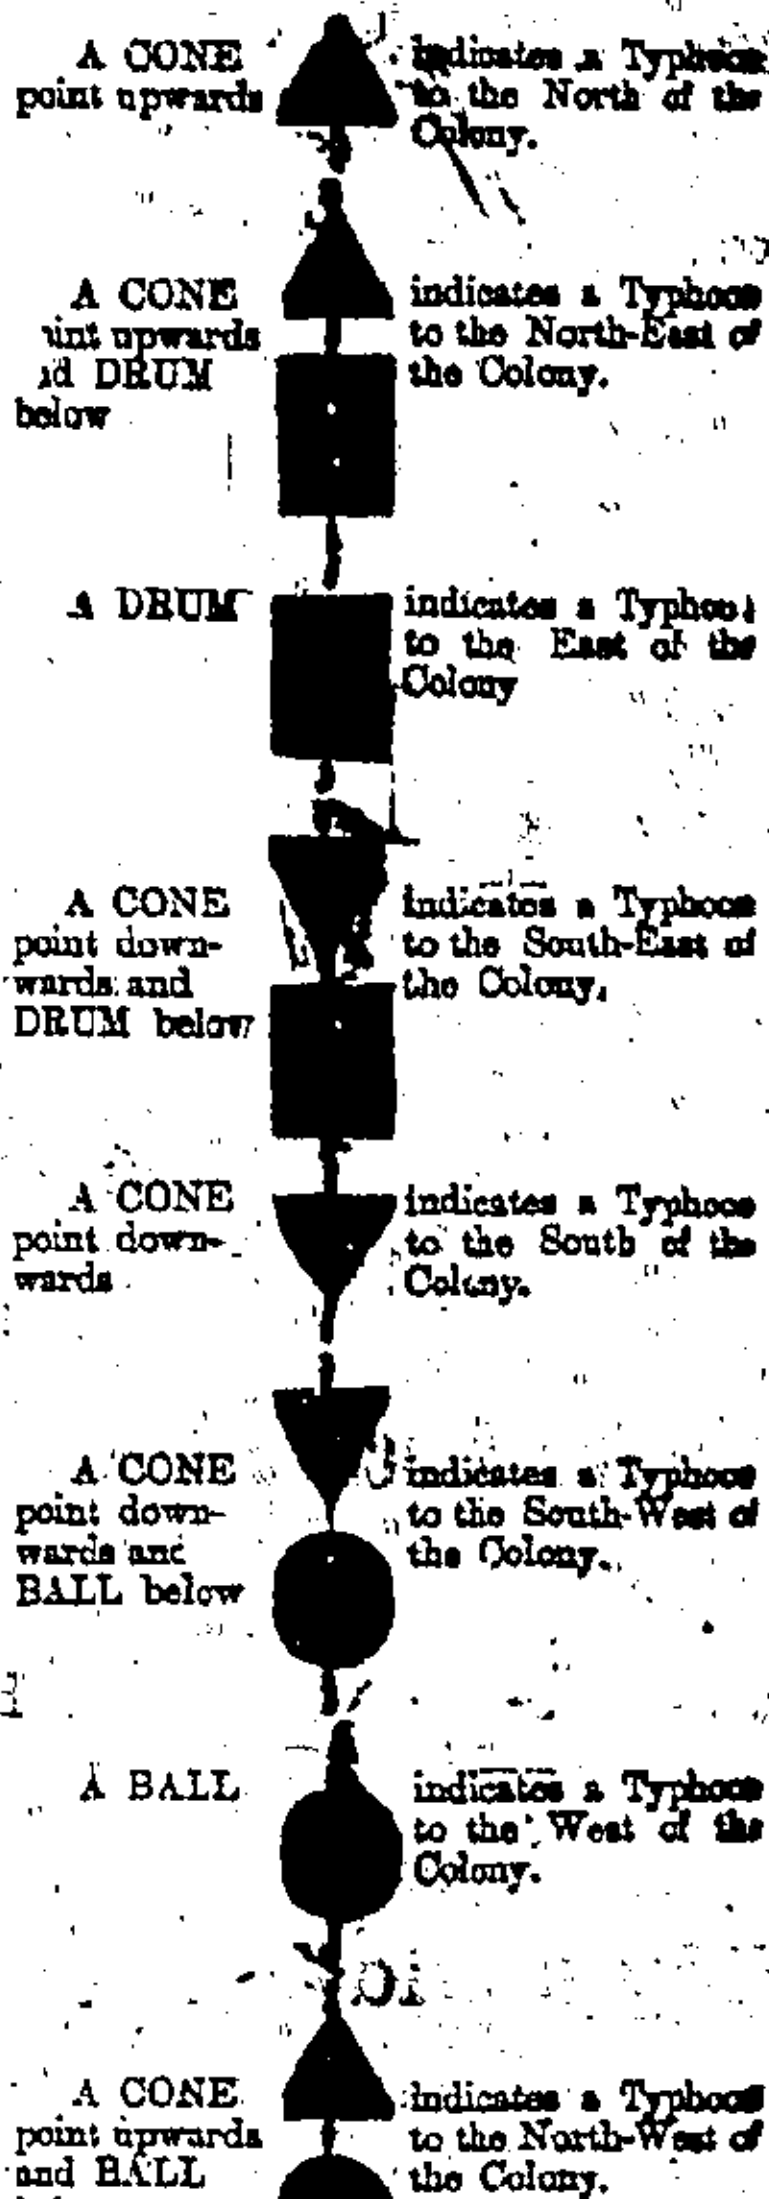 A CONE
point upwards
indicates a Typhoon
to the North of the
Colony.
A CONE
point upwards
and DRUM
below
indicates a Typhoon
to the North-East of
the Colony.
A DRUM
indicates a Typhoon
to the East of the
Colony
A CONE
point down-
wards and
DRUM below
indicates a Typhoon
to the South-East of
the Colony.
A CONE
point down-
wards
indicates a Typhoon
to the South of the
Colony.
A CONE
point down-
wards and
BALL below
indicates a Typhoon
to the South-West of
the Colony.
A BALL
indicates a Typhoon
to the West of the
Colony.
A CONE
point upwards
and BALL
indicates a Typhoon
to the North-West of
the Colony.